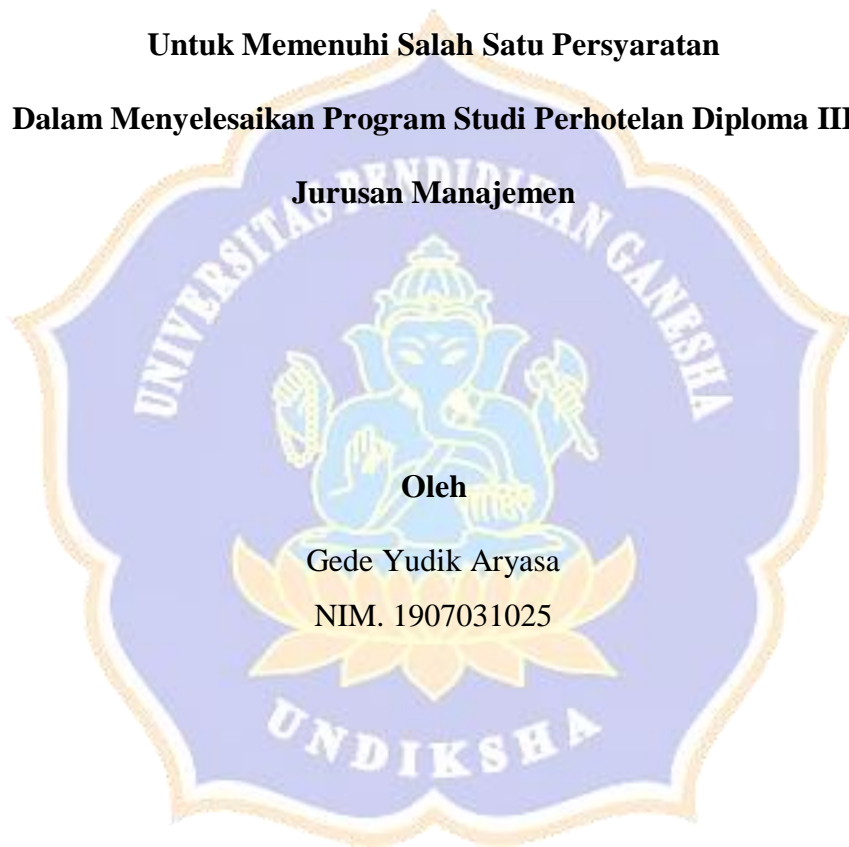 Untuk Memenuhi Salah Satu Persyaratan
Dalam Menyelesaikan Program Studi Perhotelan Diploma III
Jurusan Manajemen
UNIVERSITAS PENDIDIKAN GANESHA
Oleh
Gede Yudik Aryasa
NIM. 1907031025
UNDIKSHA